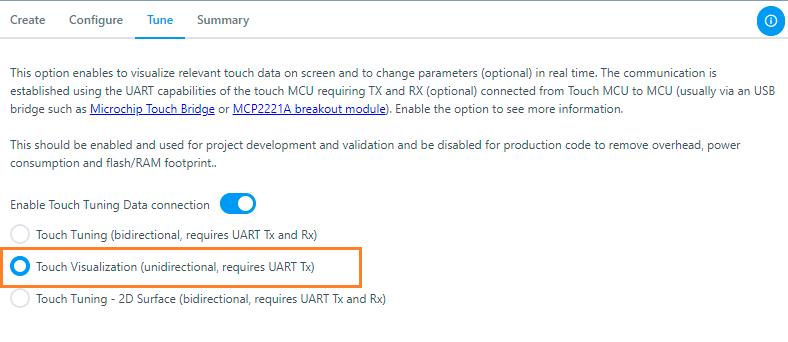 Create Configure Tune Summary
This option enables to visualize relevant touch data on screen and to change parameters (optional) in real time. The communication is
established using the UART capabilities of the touch MCU requiring TX and RX (optional) connected from Touch MCU to MCU (usually via an USB
bridge such as Microchip Touch Bridge or MCP2221A breakout module). Enable the option to see more information.
This should be enabled and used for project development and validation and be disabled for production code to remove overhead, power
consumption and flash/RAM footprint..
Enable Touch Tuning Data connection
Touch Tuning (bidirectional, requires UART Tx and Rx)
Touch Visualization (unidirectional, requires UART Tx)
Touch Tuning - 2D Surface (bidirectional, requires UART Tx and Rx)